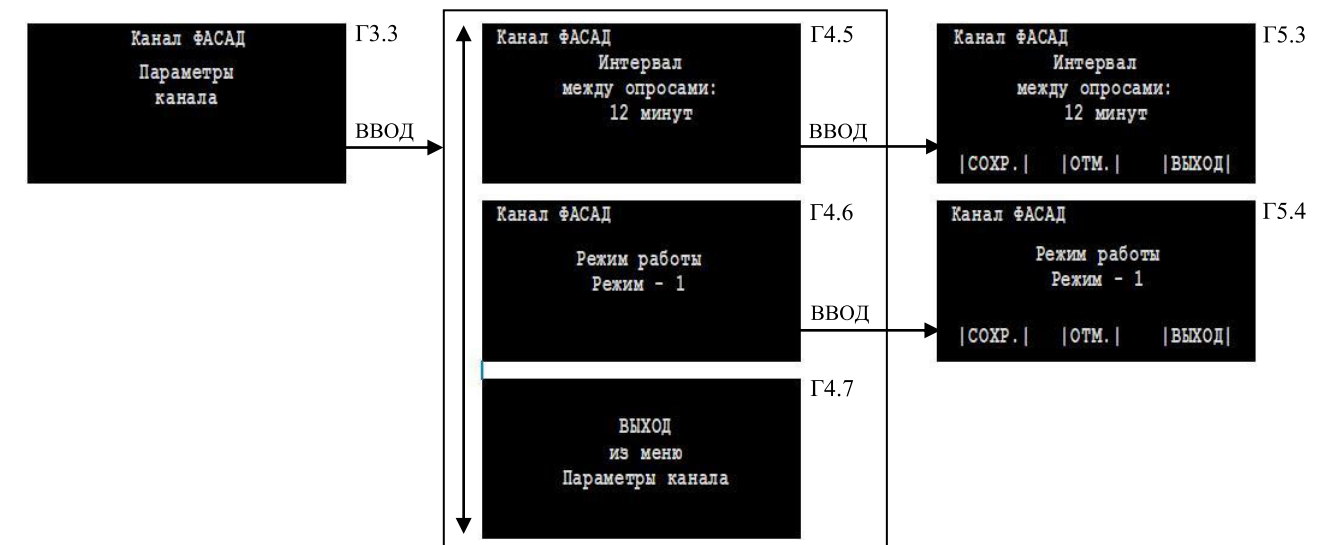 Канал ФАСАД
Параметры
канала
Г3.3
ВВОД
Канал ФАСАД
Интервал
между опросами:
12 минут
Г4.5
ВВОД
Канал ФАСАД
Интервал
между опросами:
12 минут
|СОХР.| |ОТМ.| |ВЫХОД|
Г5.3
Канал ФАСАД
Режим работы
Режим - 1
Г4.6
ВВОД
Канал ФАСАД
Режим работы
Режим - 1
|СОХР.| |ОТМ.| |ВЫХОД|
Г5.4
ВЫХОД
из меню
Параметры канала
Г4.7